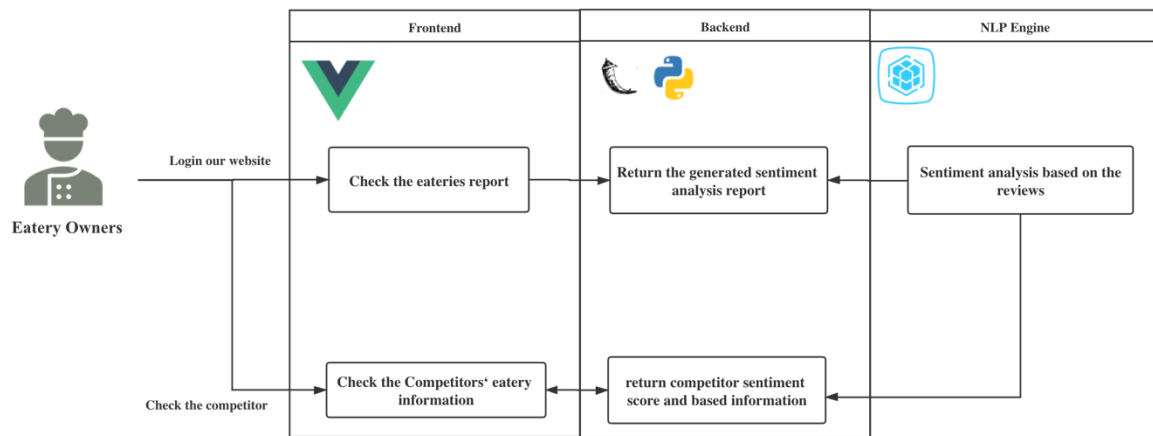 Frontend
Backend
NLP Engine
Login our website
Check the eateries report
Return the generated sentiment
analysis report
Sentiment analysis based on the
reviews
Eatery Owners
Check the Competitors‘ eatery
information
return competitor sentiment
score and based information
Check the competitor